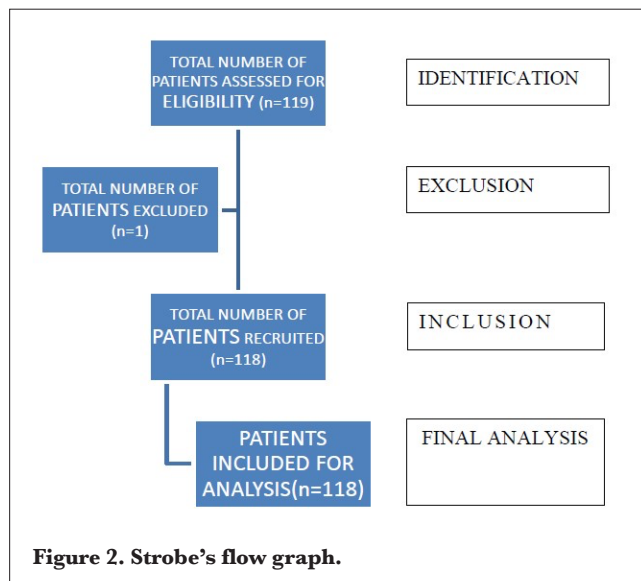 TOTAL NUMBER OF
PATIENTS ASSESSED FOR
ELIGIBILITY (n=119)
IDENTIFICATION
TOTAL NUMBER OF
PATIENTS EXCLUDED
(n=1)
EXCLUSION
TOTAL NUMBER OF
PATIENTS RECRUITED
(n=118)
INCLUSION
PATIENTS
INCLUDED FOR
ANALYSIS(n=118)
FINAL ANALYSIS
Figure 2. Strobe's flow graph.